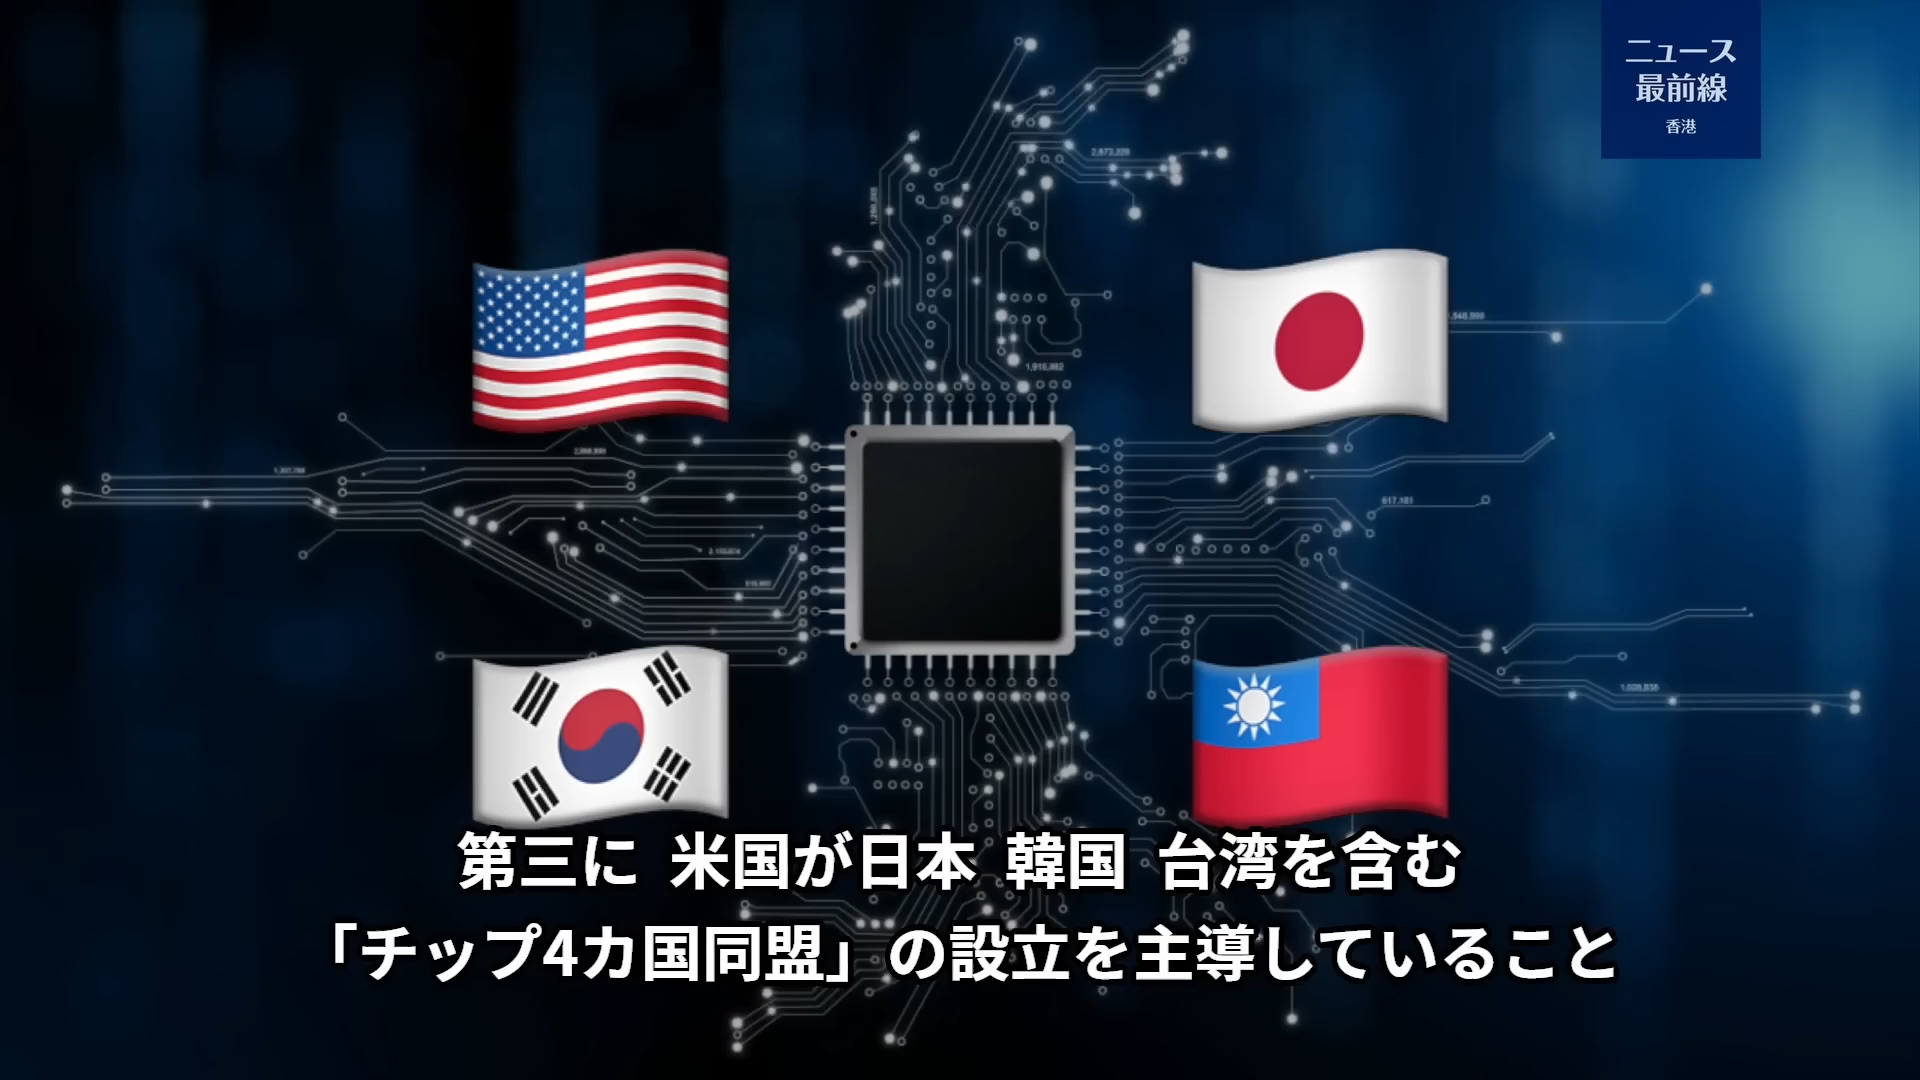 ニュース
最前線
香港
第三に 米国が日本 韓国 台湾を含む
「チップ4カ国同盟」の設立を主導していること